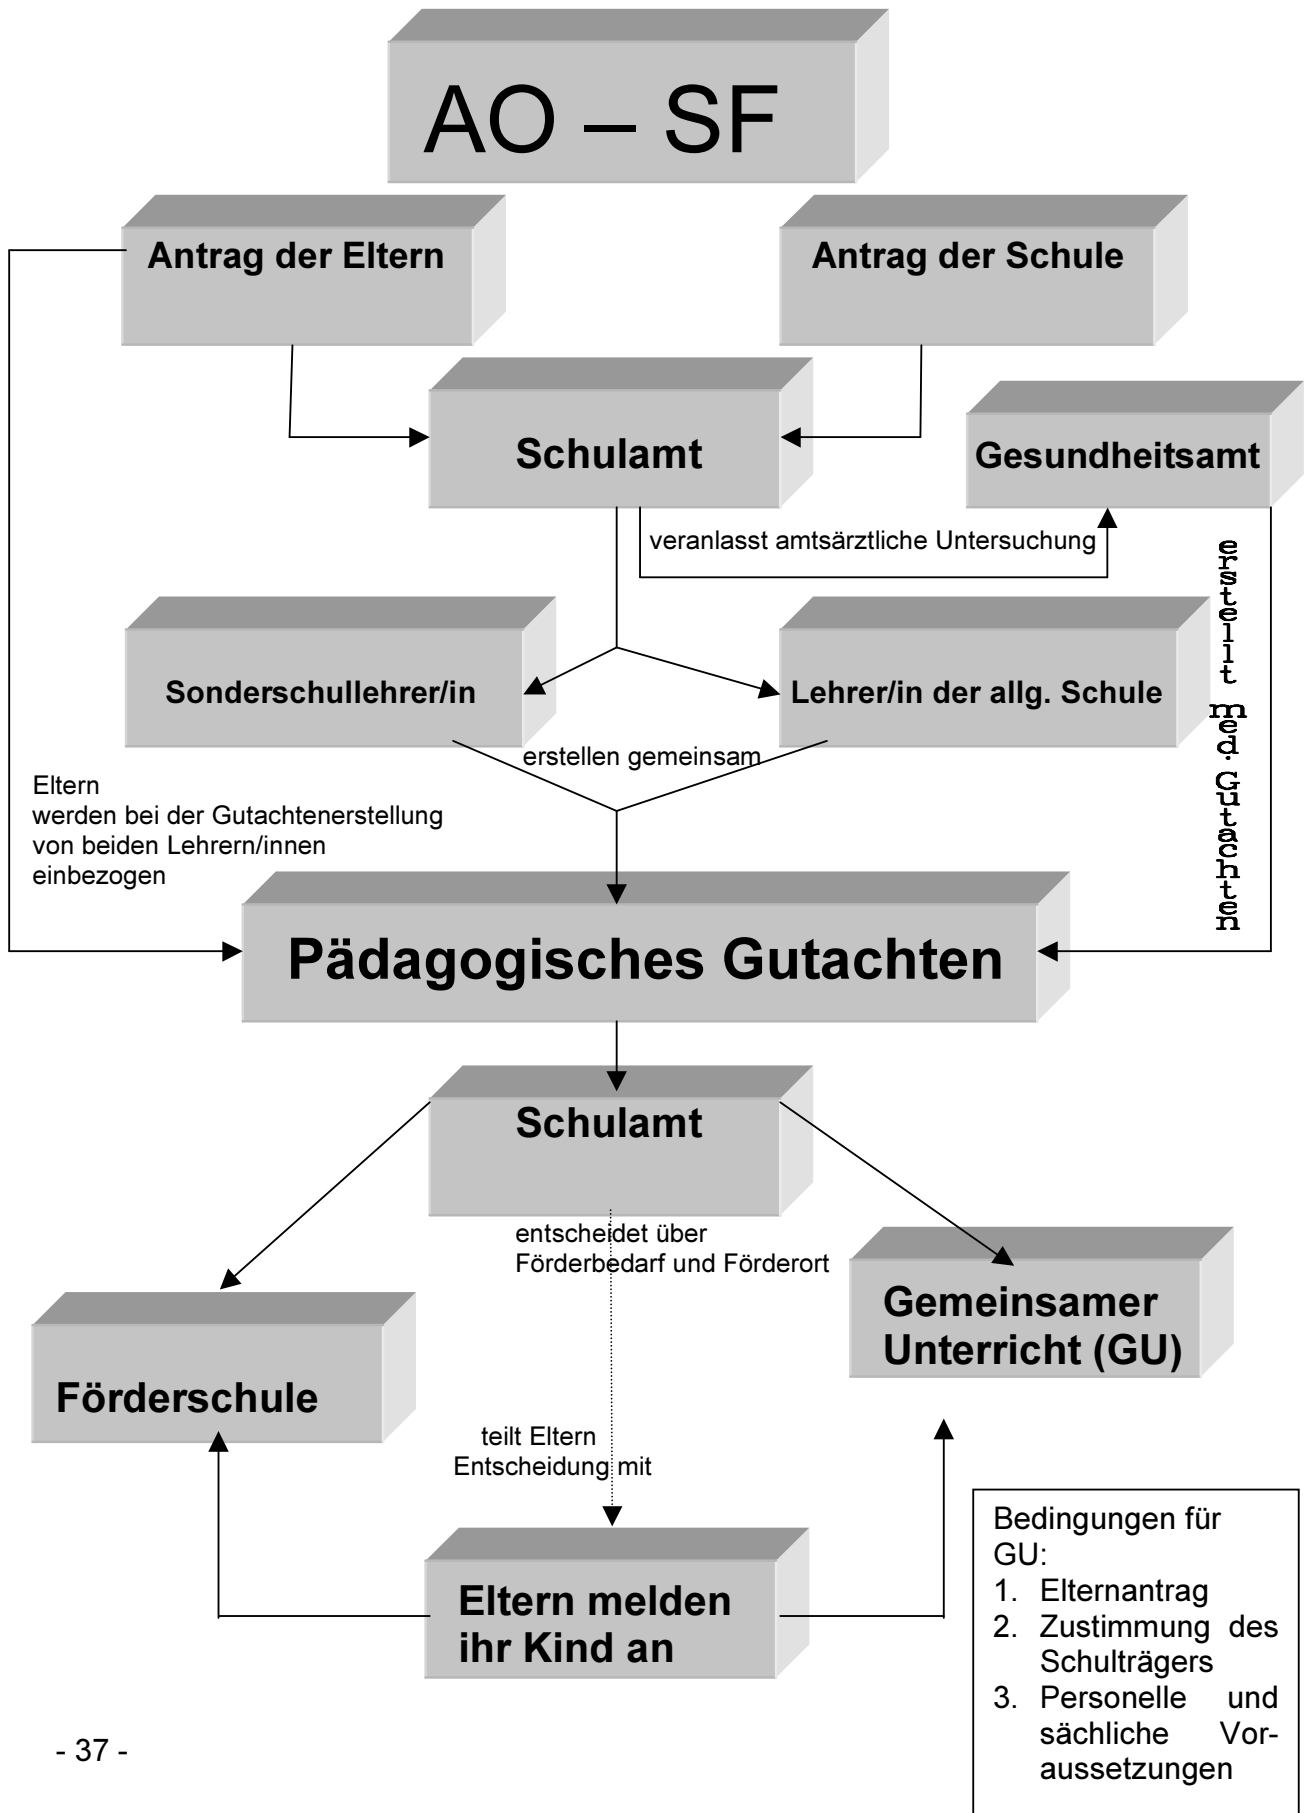 AO – SF
Antrag der Eltern
Antrag der Schule
Schulamt
Gesundheitsamt
veranlasst amtsärztliche Untersuchung
erstellt med. Gutachten
Sonderschullehrer/in
Lehrer/in der allg. Schule
erstellen gemeinsam
Eltern
werden bei der Gutachtenerstellung
von beiden Lehrern/innen
einbezogen
Pädagogisches Gutachten
Schulamt
entscheidet über
Förderbedarf und Förderort
Gemeinsamer
Unterricht (GU)
Förderschule
teilt Eltern
Entscheidung mit
Eltern melden
ihr Kind an
Bedingungen für
GU:
1. Elternantrag
2. Zustimmung des
Schulträgers
3. Personelle und
sächliche Vor-
aussetzungen
- 37 -